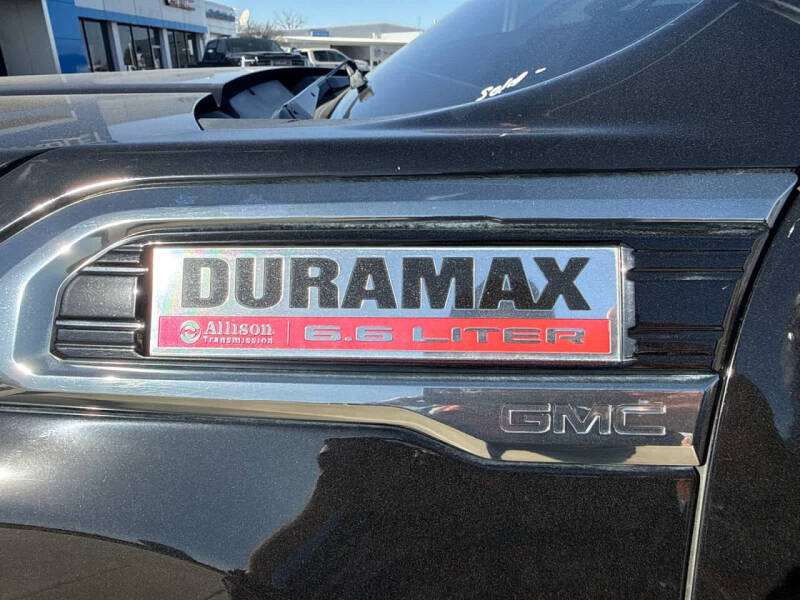 DURAMAX
Allison
Transmission
6.6 LITER
GMC